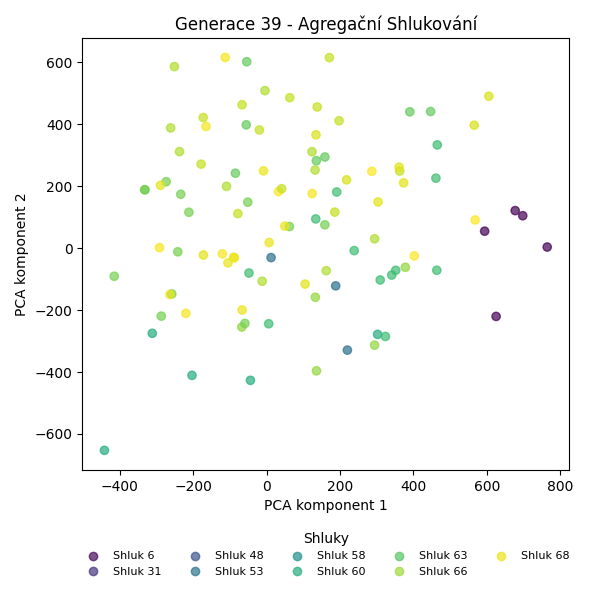 Generace 39 - Agregační Shlukování
PCA komponent 2
600
400
200
0
−200
−400
−600
−400 −200 0 200 400 600 800
PCA komponent 1
Shluky
Shluk 6 Shluk 48 Shluk 58 Shluk 63 Shluk 68
Shluk 31 Shluk 53 Shluk 60 Shluk 66